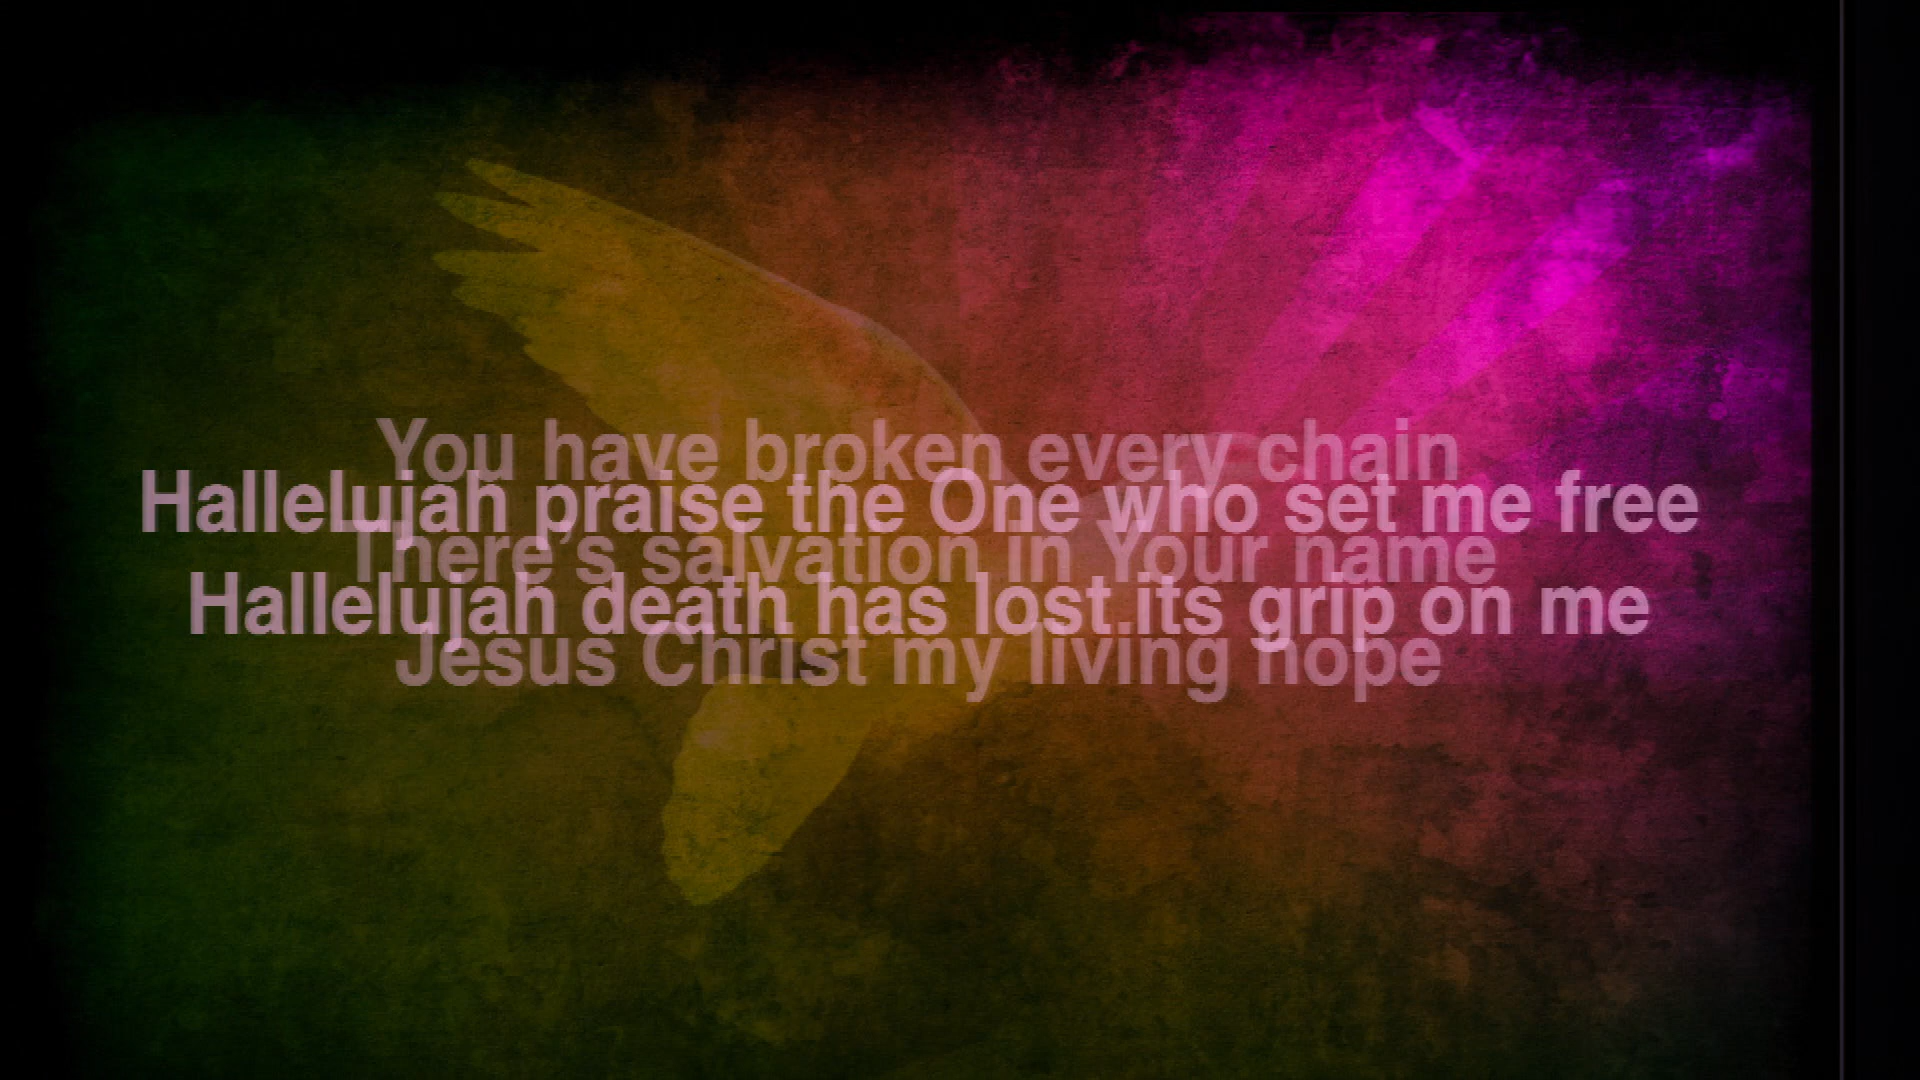 You have broken every chain
Hallelujah praise the One who set me free
There's salvation in Your name
Hallelujah death has lost its grip on me
Jesus Christ my living hope